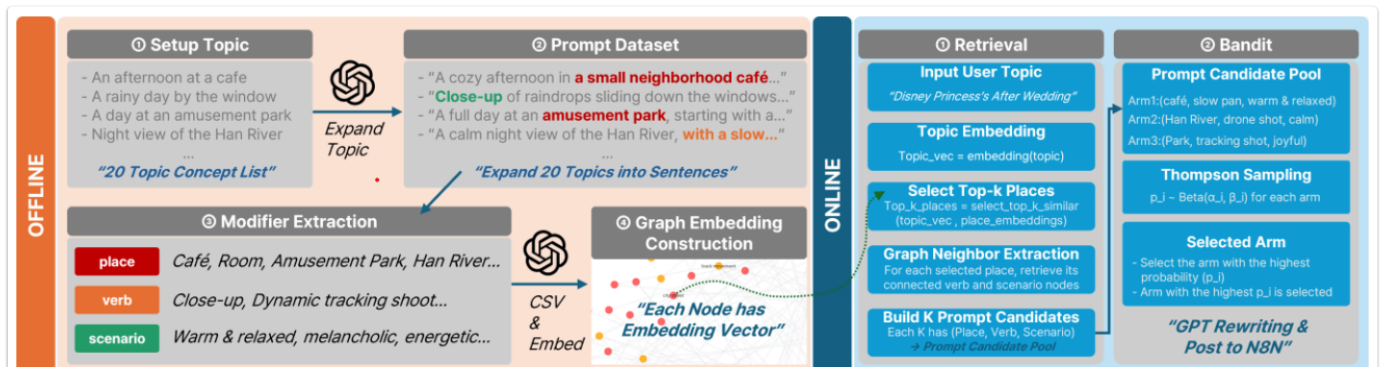 OFFLINE
① Setup Topic
- An afternoon at a cafe
- A rainy day by the window
- A day at an amusement park
- Night view of the Han River
...
“20 Topic Concept List”
Expand
Topic
② Prompt Dataset
- “A cozy afternoon in a small neighborhood café...”
- “Close-up of raindrops sliding down the windows...”
- “A full day at an amusement park, starting with a...”
- “A calm night view of the Han River, with a slow...”
...
“Expand 20 Topics into Sentences”
③ Modifier Extraction
place
Café, Room, Amusement Park, Han River...
verb
Close-up, Dynamic tracking shoot...
scenario
Warm & relaxed, melancholic, energetic...
CSV
&
Embed
④ Graph Embedding
Construction
“Each Node has
Embedding Vector”
ONLINE
① Retrieval
Input User Topic
“Disney Princess's After Wedding”
Topic Embedding
Topic_vec = embedding(topic)
Select Top-k Places
Top_k_places = select_top_k_similar
(topic_vec , place_embeddings)
Graph Neighbor Extraction
For each selected place, retrieve its
connected verb and scenario nodes
Build K Prompt Candidates
Each K has (Place, Verb, Scenario)
→ Prompt Candidate Pool
② Bandit
Prompt Candidate Pool
Arm1:(café, slow pan, warm & relaxed)
Arm2:(Han River, drone shot, calm)
Arm3:(Park, tracking shot, joyful)
Thompson Sampling
p_i ~ Beta(α_i, β_i) for each arm
Selected Arm
- Select the arm with the highest
probability (p_i)
- Arm with the highest p_i is selected
“GPT Rewriting &
Post to N8N”